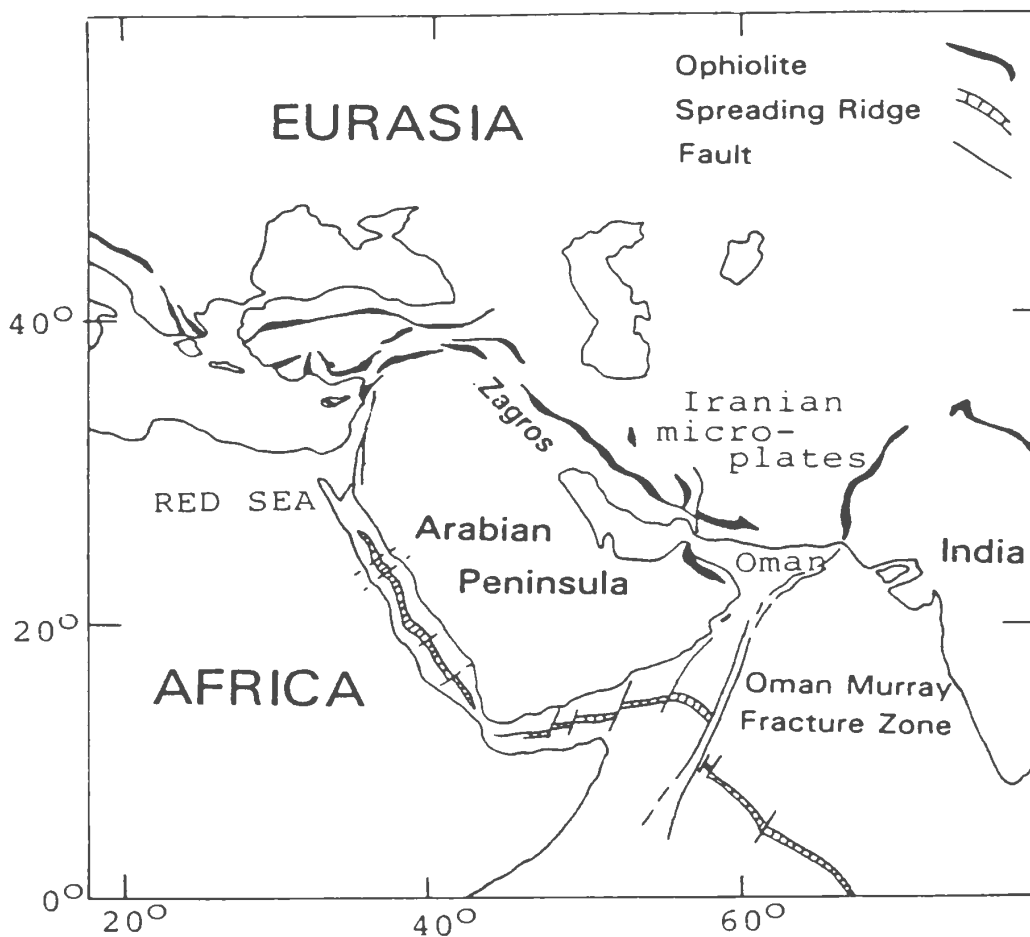 Ophiolite
Spreading Ridge
Fault
EURASIA
40°
Zagros
Iranian
micro-
plates
RED SEA
Arabian
Peninsula
Oman
India
20°
AFRICA
Oman Murray
Fracture Zone
0°
20°
40°
60°